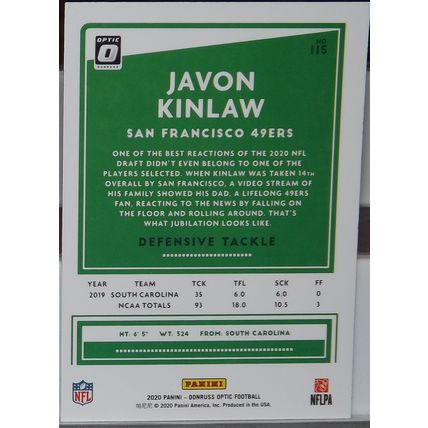 OPTIC
O
DONRUSS
NO
115
JAVON
KINLAW
SAN FRANCISCO 49ERS
ONE OF THE BEST REACTIONS OF THE 2020 NFL
DRAFT DIDN'T EVEN BELONG TO ONE OF THE
PLAYERS SELECTED. WHEN KINLAW WAS TAKEN 14TH
OVERALL BY SAN FRANCISCO, A VIDEO STREAM OF
HIS FAMILY SHOWED HIS DAD, A LIFELONG 49ERS
FAN, REACTING TO THE NEWS BY FALLING ON
THE FLOOR AND ROLLING AROUND. THAT'S
WHAT JUBILATION LOOKS LIKE.
DEFENSIVE TACKLE
YEAR TEAM TCK TFL SCK FF
2019 SOUTH CAROLINA 35 6.0 6.0 0
NCAA TOTALS 93 18.0 10.5 3
HT: 6' 5" WT: 324 FROM: SOUTH CAROLINA
NFL
PANINI
NFLPA
2020 PANINI - DONRUSS OPTIC FOOTBALL
帕尼尼 © 2020 Panini America, Inc. Produced in the USA.